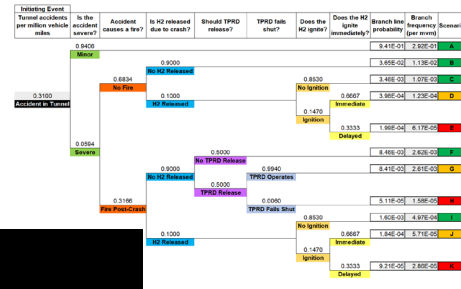 Initiating Event
Tunnel accidents per million vehicle miles
Is the accident severe?
Accident causes a fire?
Is H2 released due to crash?
Should TPRD release?
TPRD fails shut?
Does the H2 ignite?
Does the H2 ignite immediately?
Branch line probability
Branch frequency (per mvm)
Scenari
0.9406
Minor
9.41E-01 2.92E-01 A
0.9000
No H2 Released
3.65E-02 1.13E-02 B
0.6834
No Fire
0.8530
No Ignition
3.46E-03 1.07E-03 C
0.3100
Accident in Tunnel
0.1000
H2 Released
0.6667
Immediate
3.98E-04 1.23E-04 D
0.1470
Ignition
0.3333
Delayed
1.99E-04 6.17E-05 E
0.0594
Severe
0.5000
No TPRD Release
8.46E-03 2.62E-03 F
0.9000
No H2 Released
0.9940
TPRD Operates
8.41E-03 2.61E-03 G
0.5000
TPRD Release
0.3166
Fire Post-Crash
0.0060
TPRD Fails Shut
5.11E-05 1.58E-05 H
0.8530
No Ignition
1.60E-03 4.97E-04 I
0.1000
H2 Released
0.6667
Immediate
1.84E-04 5.71E-05 J
0.1470
Ignition
0.3333
Delayed
9.21E-05 2.86E-05 K